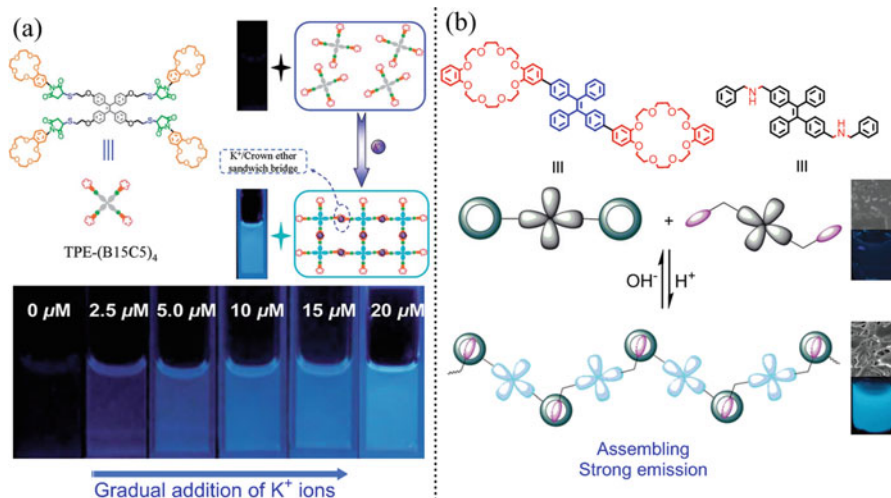 (a)
K⁺/Crown ether
sandwich bridge
TPE-(B15C5)₄
0 µM 2.5 µM 5.0 µM 10 µM 15 µM 20 µM
Gradual addition of K⁺ ions
(b)
+
OH⁻ H⁺
Assembling
Strong emission